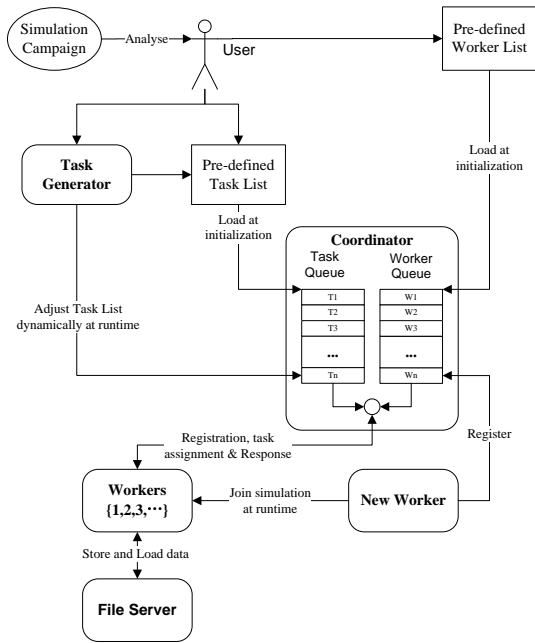 Simulation
Campaign
Analyse
User
Pre-defined
Worker List
Task
Generator
Pre-defined
Task List
Load at
initialization
Load at
initialization
Coordinator
Task
Queue
Worker
Queue
T1
W1
T2
W2
T3
W3
...
...
Tn
Wn
Adjust Task List
dynamically at runtime
Registration, task
assignment & Response
Register
Workers
{1,2,3,···}
Join simulation
at runtime
New Worker
Store and Load data
File Server